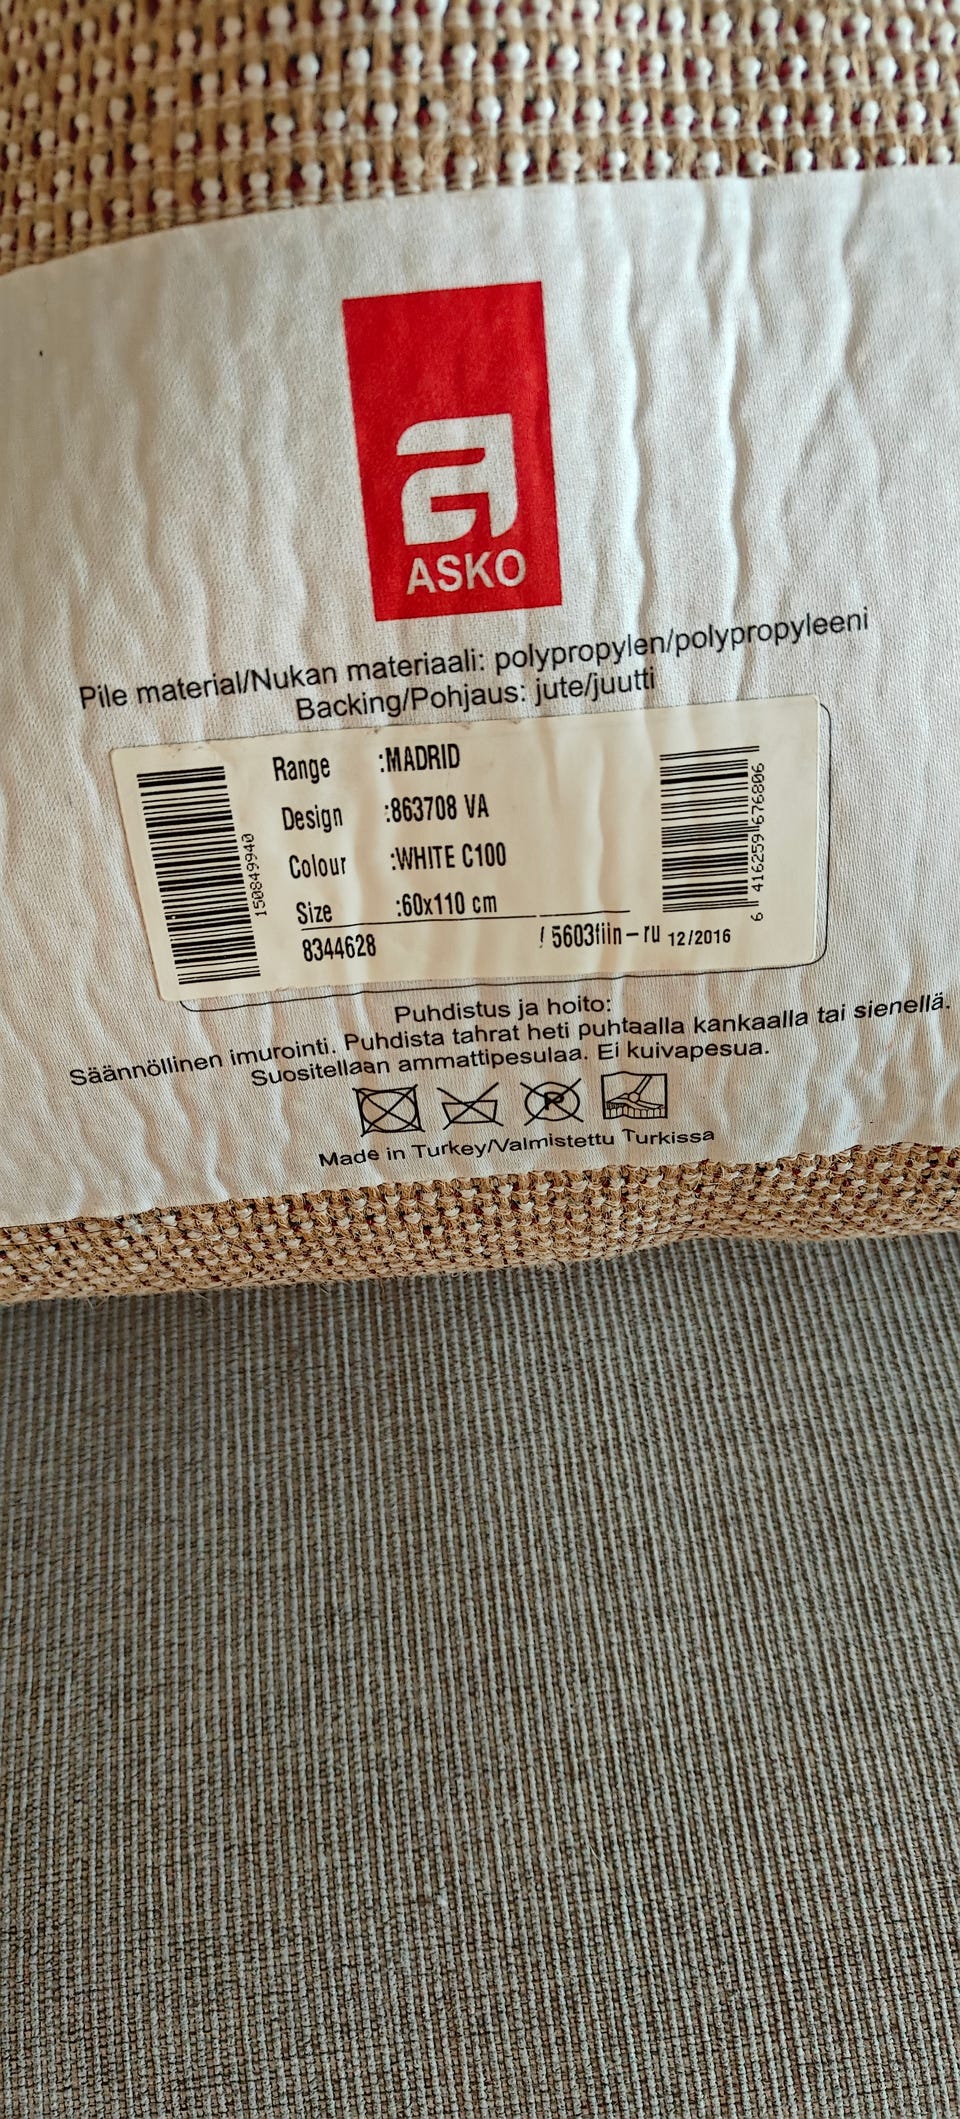 a
ASKO
Pile material/Nukan materiaali: polypropylen/polypropyleeni
Backing/Pohjaus: jute/juutti
150849940
Range :MADRID
Design :863708 VA
Colour :WHITE C100
Size :60x110 cm
8344628 ! 5603fiin-ru 12/2016
6 416259 676806
Puhdistus ja hoito:
Säännöllinen imurointi. Puhdista tahrat heti puhtaalla kankaalla tai sienellä.
Suositellaan ammattipesulaa. Ei kuivapesua.
P
Made in Turkey/Valmistettu Turkissa